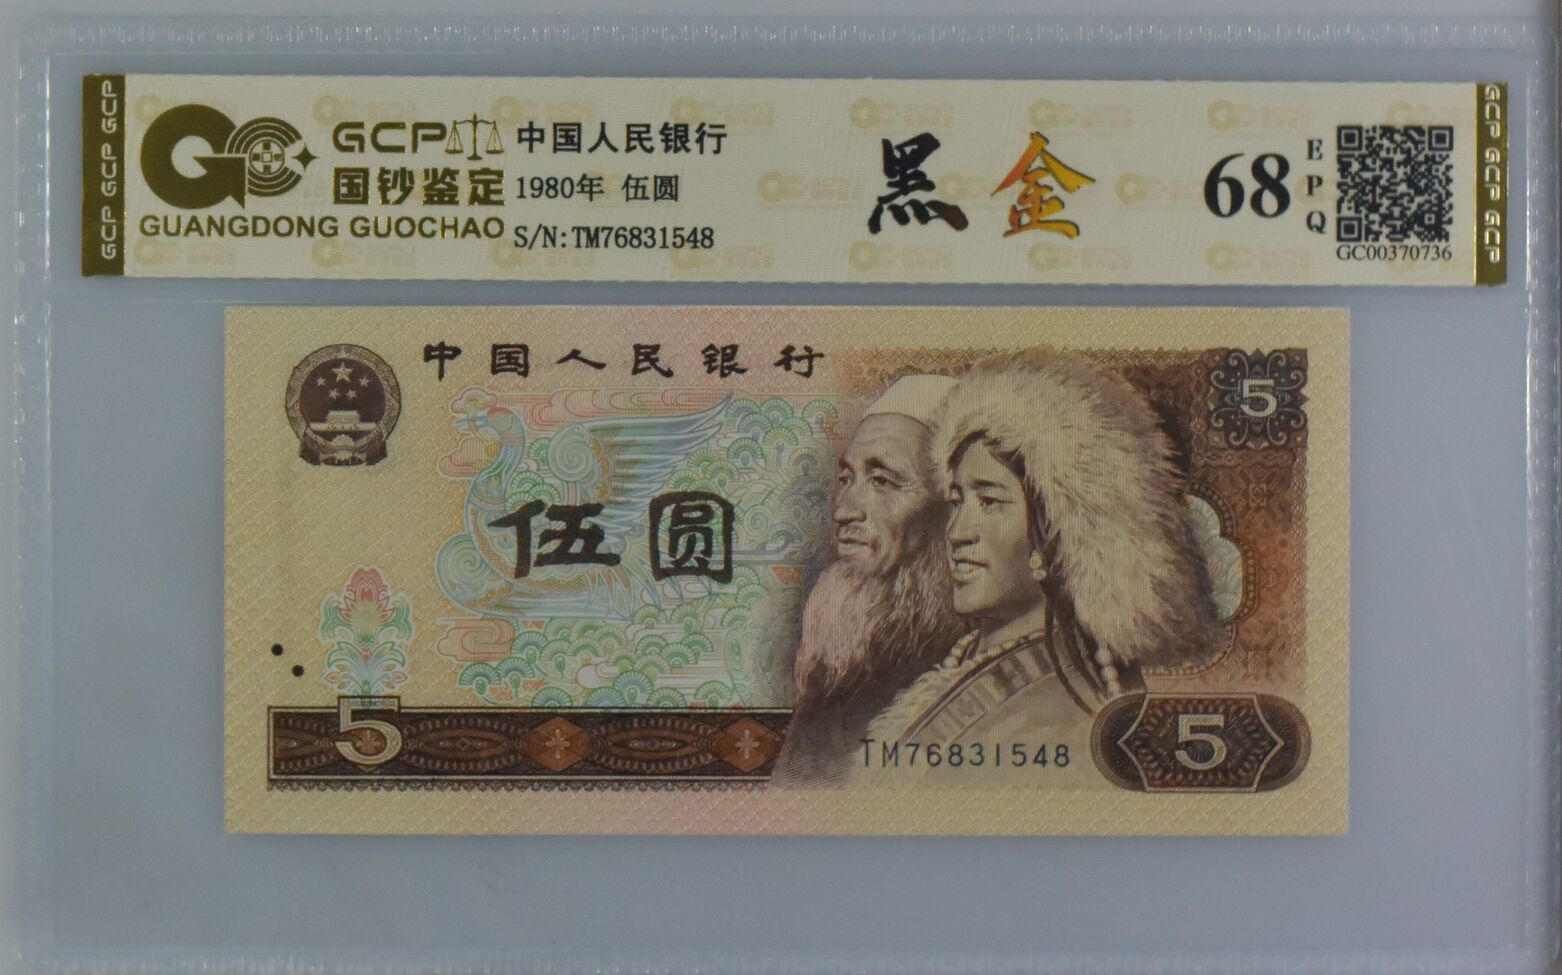 GCP GCP GCP
GCP
国钞鉴定
GUANGDONG GUOCHAO
中国人民银行
1980年 伍圆
S/N:TM76831548
黑金
68
EPQ
GC00370736
GCP GCP GCP
中国人民银行
5
伍圆
5
TM76831548
5